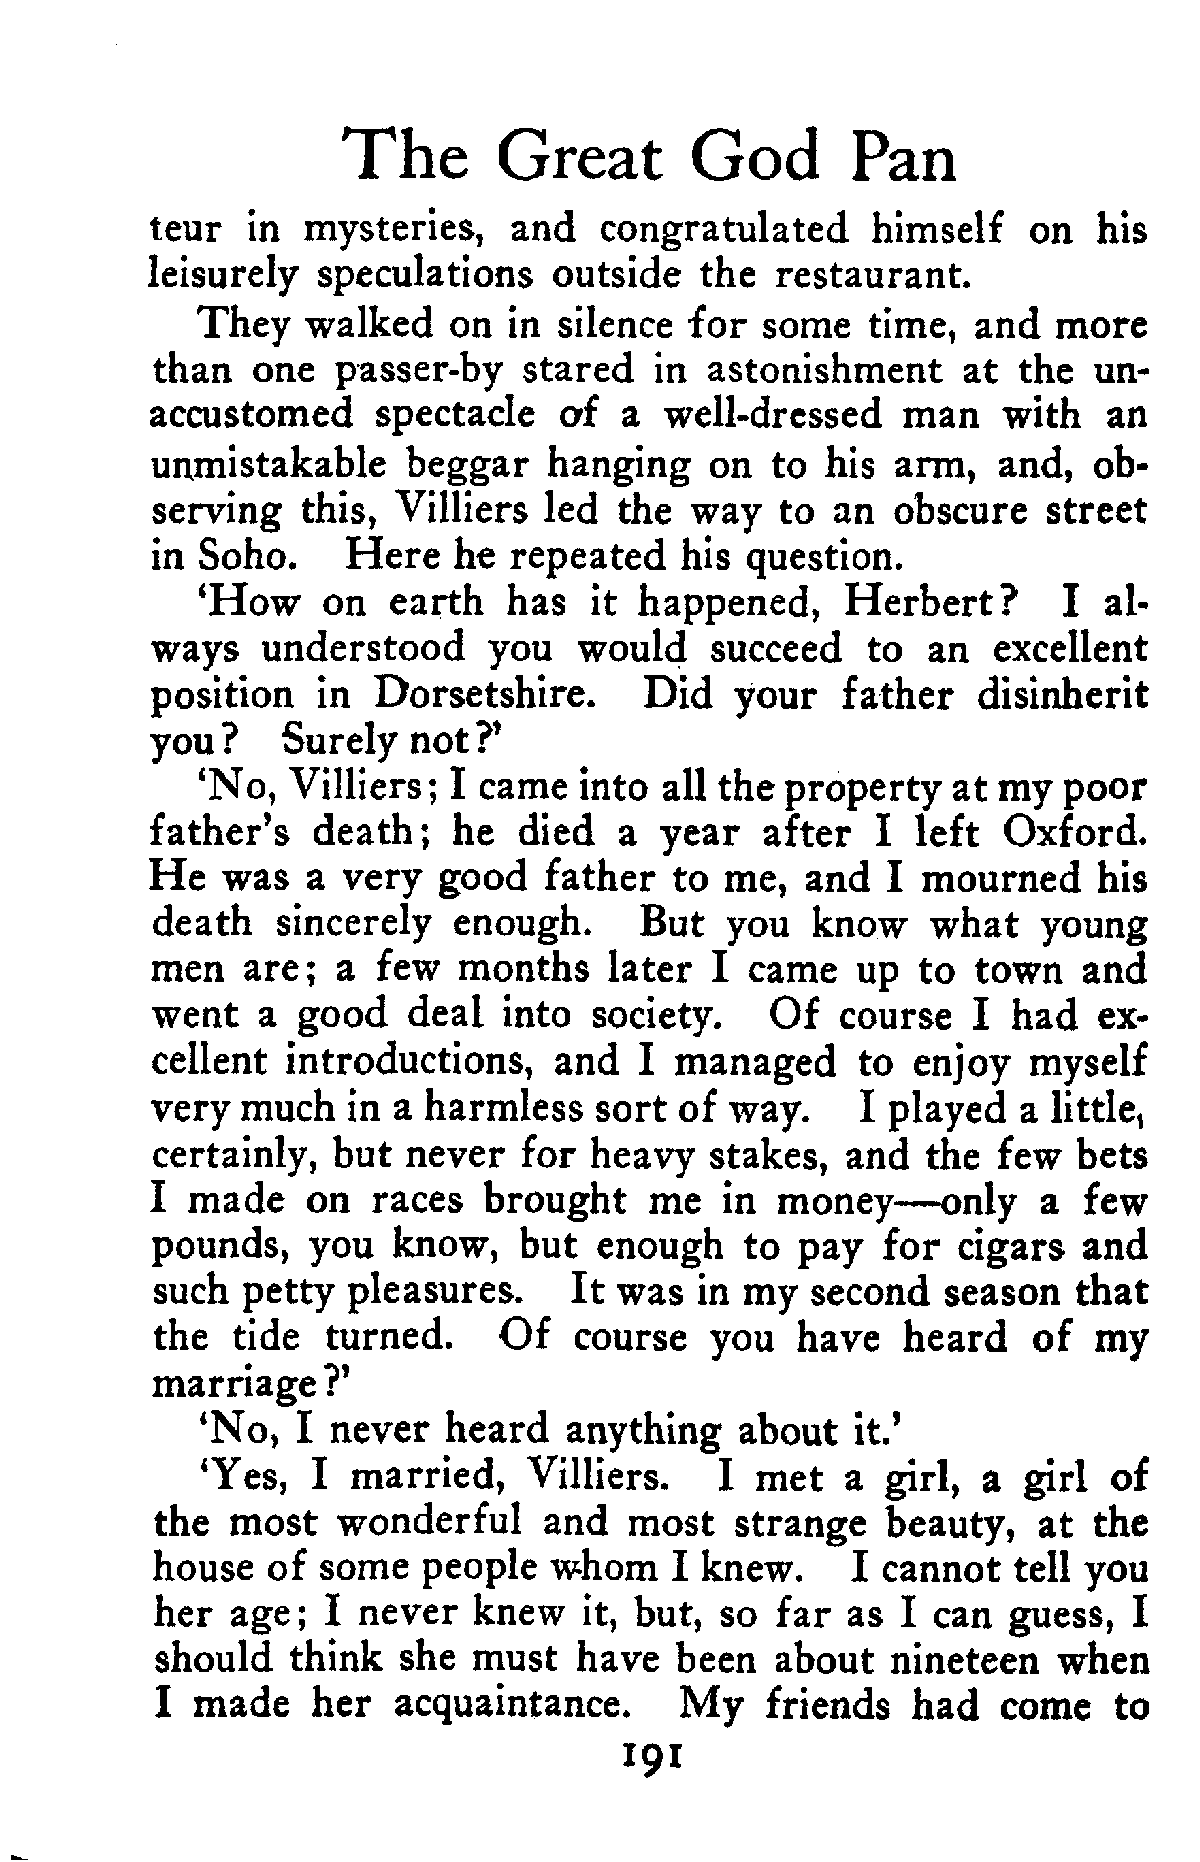 The Great God Pan
teur in mysteries, and congratulated himself on his
leisurely speculations outside the restaurant.
They walked on in silence for some time, and more
than one passer-by stared in astonishment at the un-
accustomed spectacle of a well-dressed man with an
unmistakable beggar hanging on to his arm, and, ob-
serving this, Villiers led the way to an obscure street
in Soho. Here he repeated his question.
‘How on earth has it happened, Herbert? I al-
ways understood you would succeed to an excellent
position in Dorsetshire. Did your father disinherit
you? Surely not?’
‘No, Villiers; I came into all the property at my poor
father’s death; he died a year after I left Oxford.
He was a very good father to me, and I mourned his
death sincerely enough. But you know what young
men are; a few months later I came up to town and
went a good deal into society. Of course I had ex-
cellent introductions, and I managed to enjoy myself
very much in a harmless sort of way. I played a little,
certainly, but never for heavy stakes, and the few bets
I made on races brought me in money—only a few
pounds, you know, but enough to pay for cigars and
such petty pleasures. It was in my second season that
the tide turned. Of course you have heard of my
marriage?’
‘No, I never heard anything about it.’
‘Yes, I married, Villiers. I met a girl, a girl of
the most wonderful and most strange beauty, at the
house of some people whom I knew. I cannot tell you
her age; I never knew it, but, so far as I can guess, I
should think she must have been about nineteen when
I made her acquaintance. My friends had come to
191